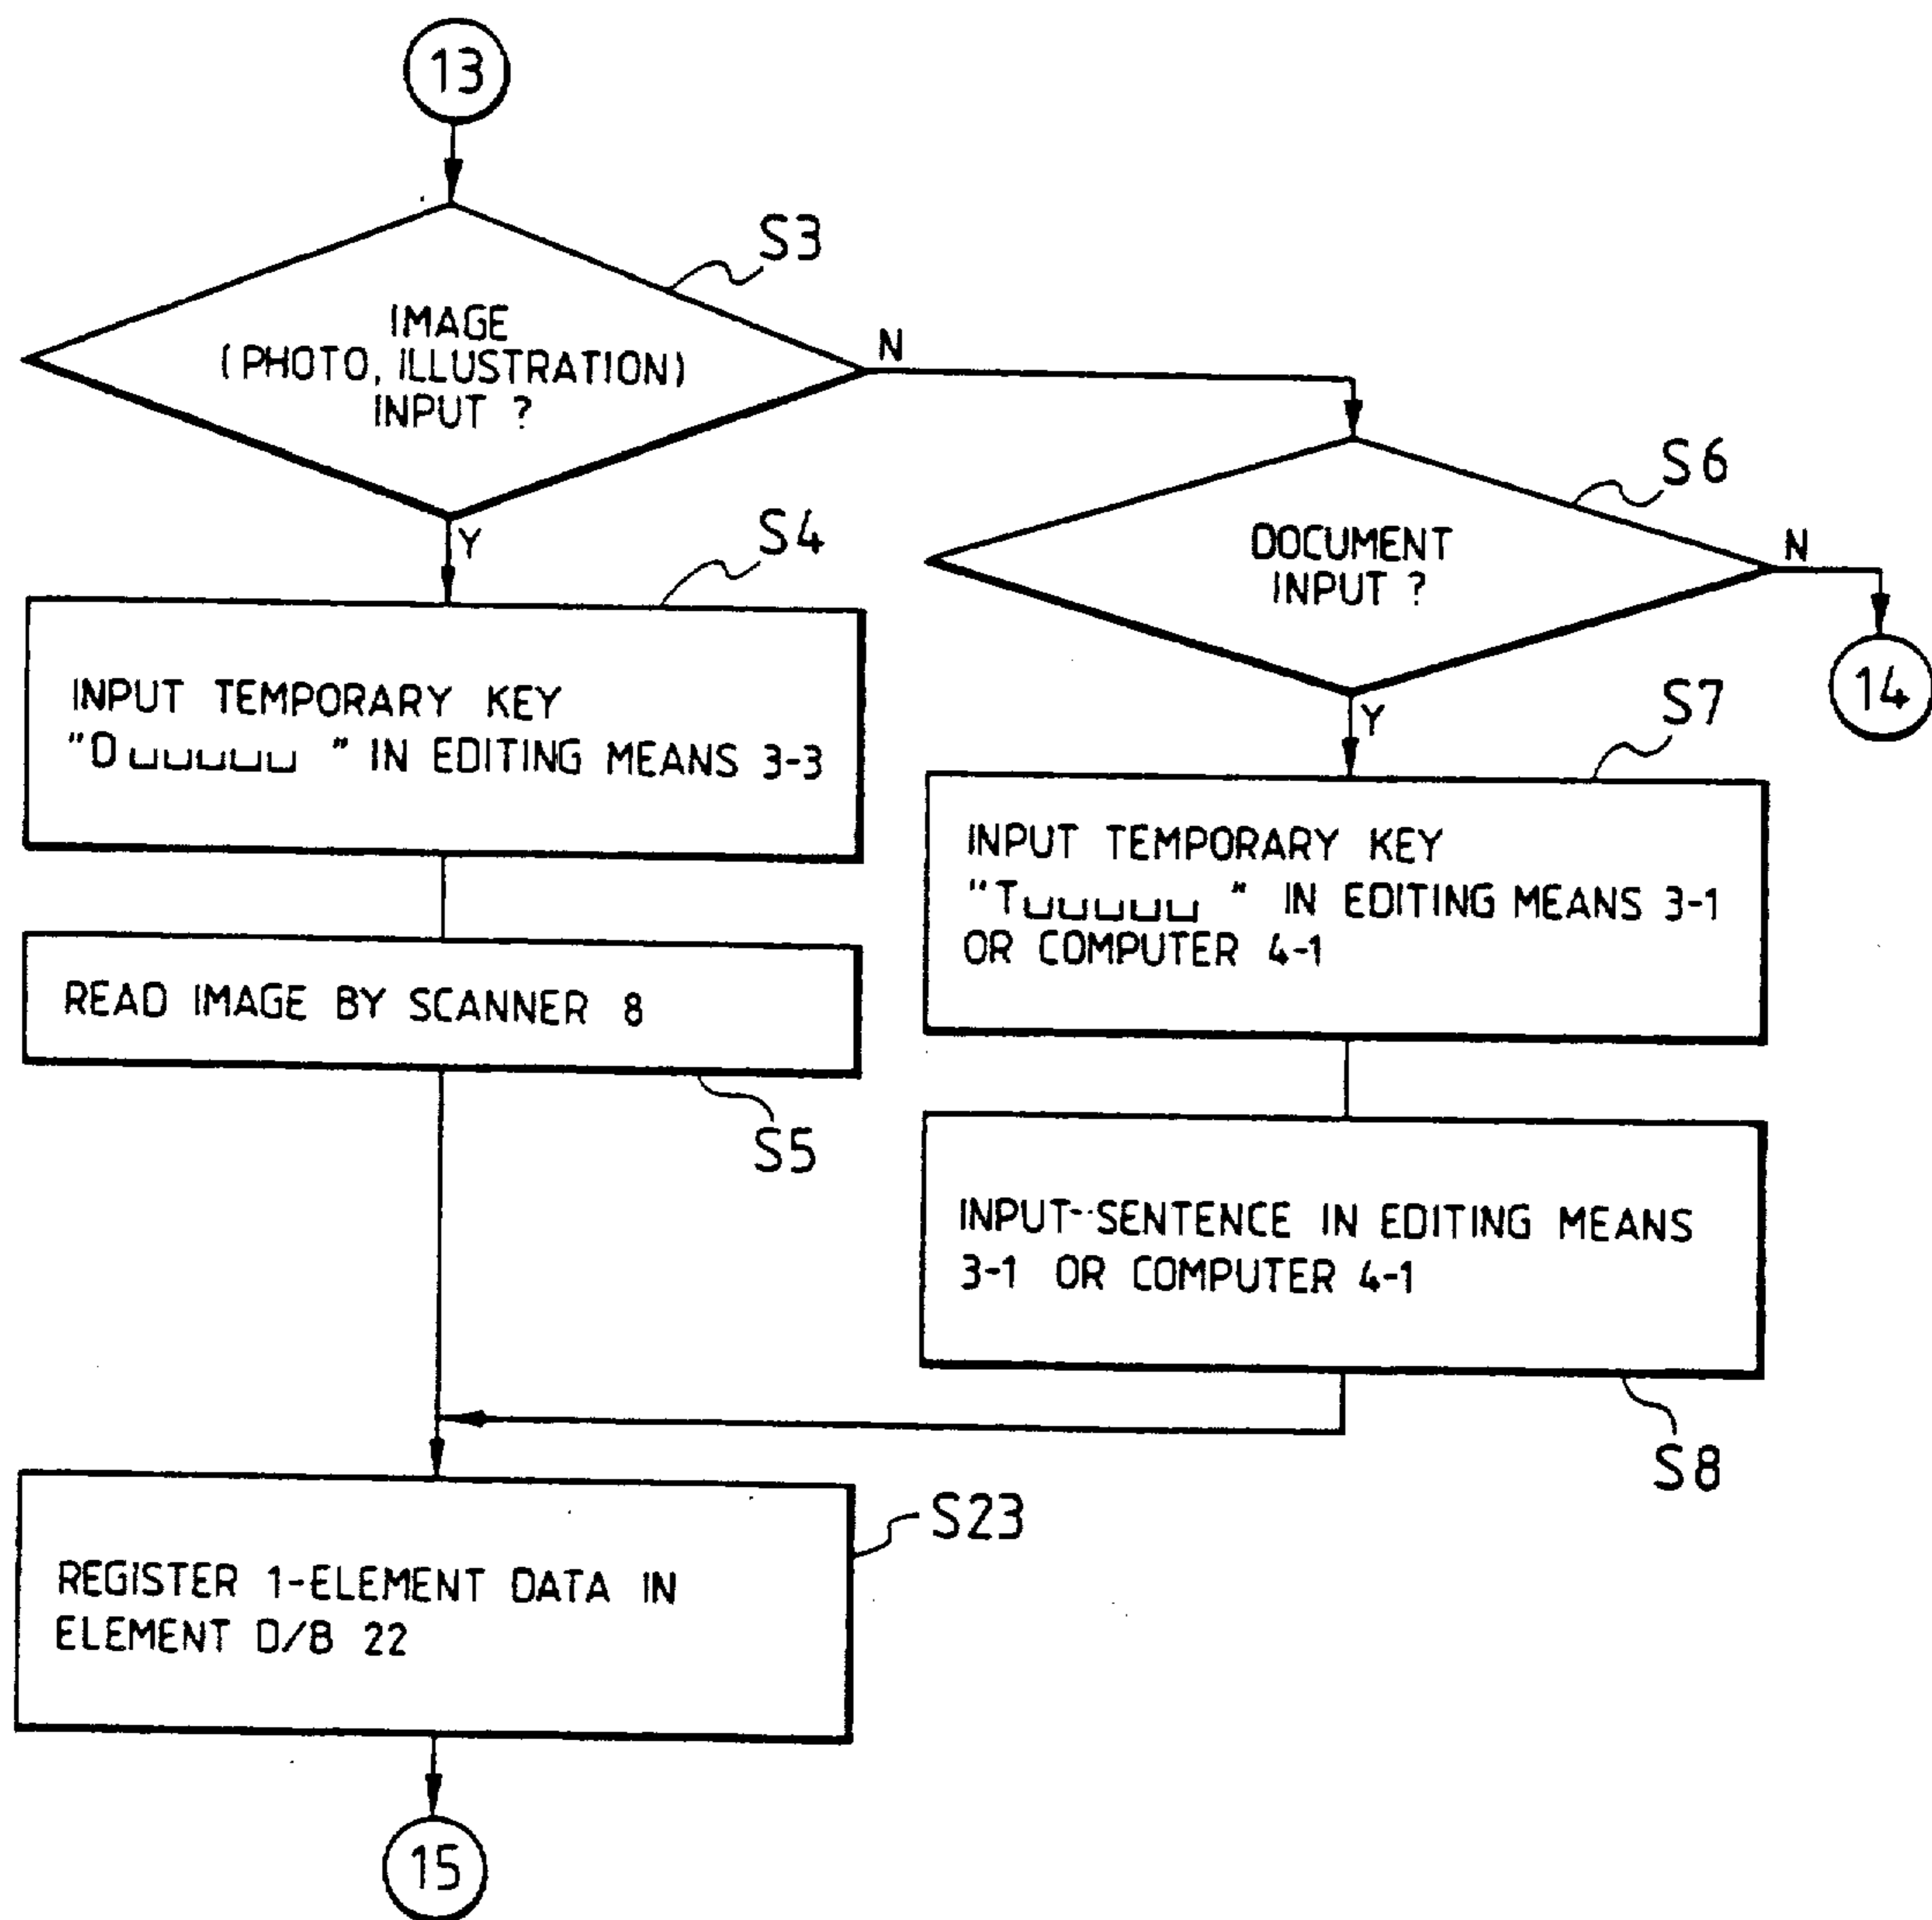 13
S3
IMAGE
(PHOTO, ILLUSTRATION)
INPUT ?
N
Y
S6
DOCUMENT
INPUT ?
N
14
Y
S4
INPUT TEMPORARY KEY
"O␣␣␣␣␣ " IN EDITING MEANS 3-3
S7
INPUT TEMPORARY KEY
"T␣␣␣␣␣ " IN EDITING MEANS 3-1
OR COMPUTER 4-1
READ IMAGE BY SCANNER 8
S5
INPUT-SENTENCE IN EDITING MEANS
3-1 OR COMPUTER 4-1
S8
S23
REGISTER 1-ELEMENT DATA IN
ELEMENT D/B 22
15